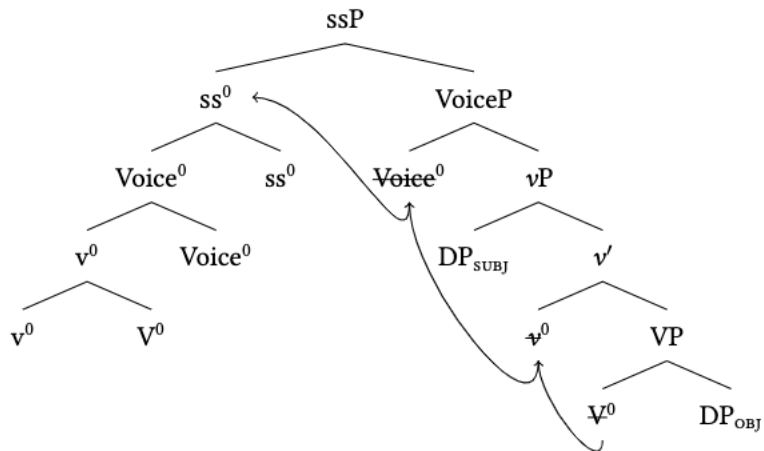 ssP
ss⁰ VoiceP
Voice⁰ ss⁰ Voice⁰ vP
v⁰ Voice⁰ DP_SUBJ v′
v⁰ V⁰ v⁰ VP
V⁰ DP_OBJ